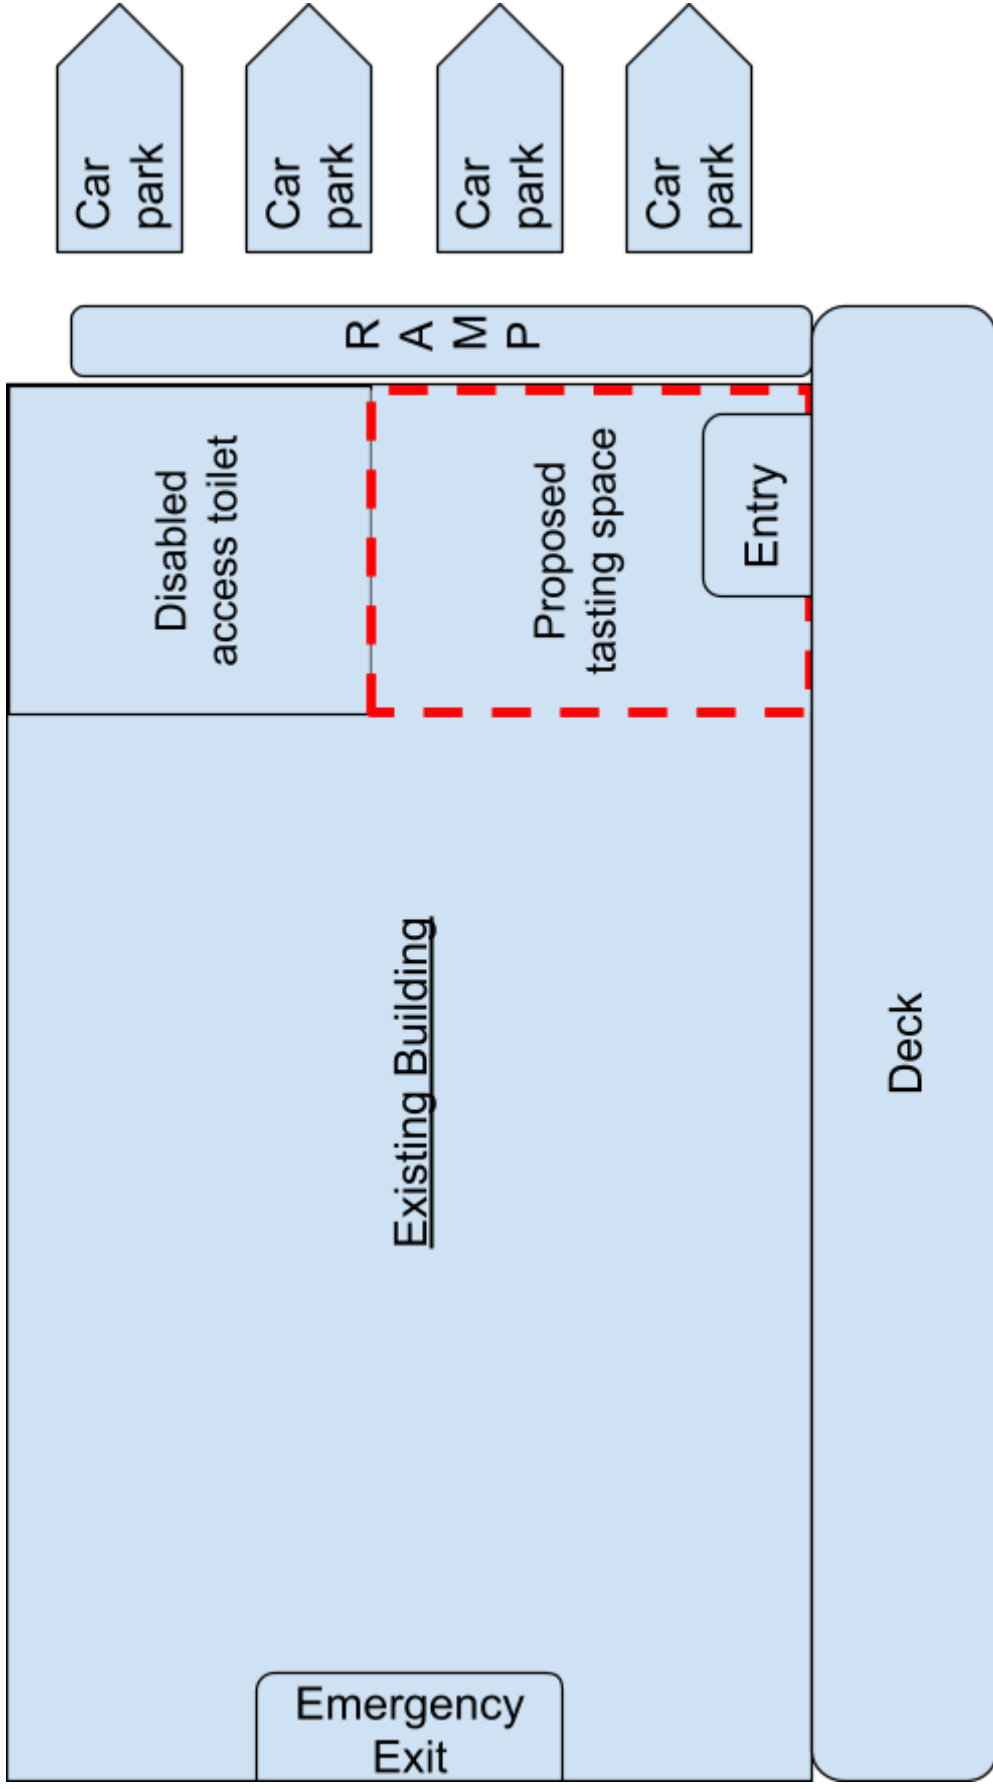 Car
park
Car
park
Car
park
Car
park
R
A
M
P
Disabled
access toilet
Proposed
tasting space
Entry
Existing Building
Deck
Emergency
Exit